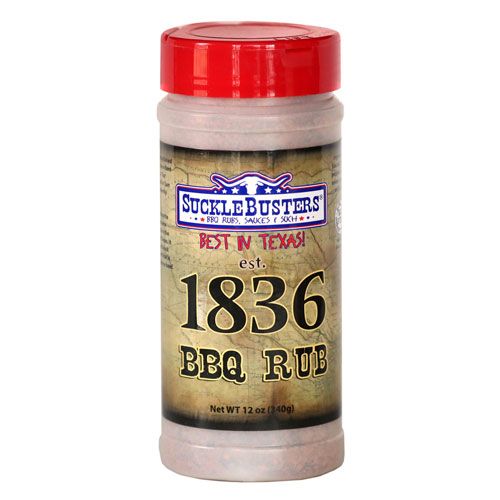 SUCKLEBUSTERS®
BBQ RUBS, SAUCES & SUCH
BEST IN TEXAS!
est.
1836
BBQ RUB
Net WT 12 oz (340g)